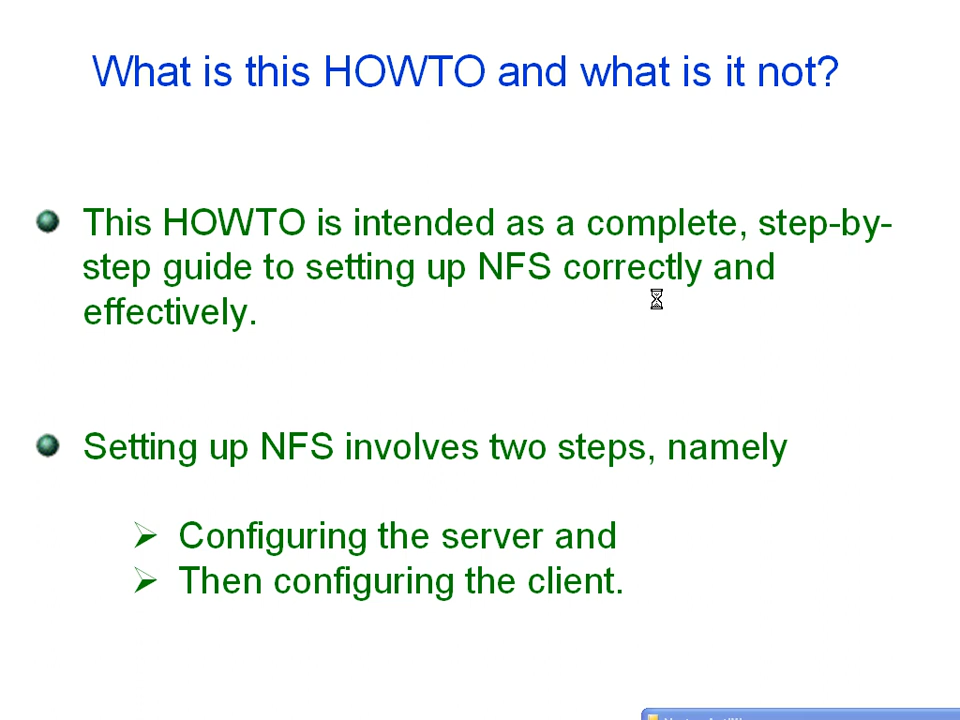 What is this HOWTO and what is it not?
This HOWTO is intended as a complete, step-by-
step guide to setting up NFS correctly and
effectively.
Setting up NFS involves two steps, namely
Configuring the server and
Then configuring the client.